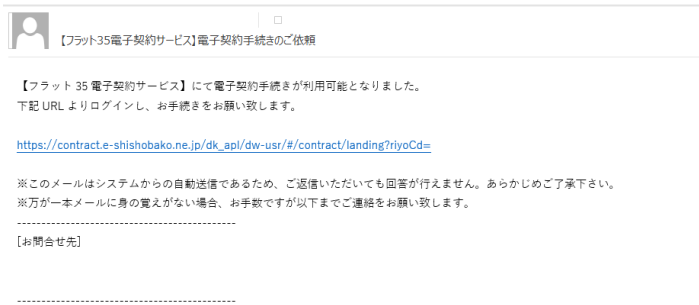 【フラット35電子契約サービス】電子契約手続きのご依頼
【フラット 35 電子契約サービス】にて電子契約手続きが利用可能となりました。
下記 URL よりログインし、お手続きをお願い致します。
https://contract.e-shishobako.ne.jp/dk_apl/dw-usr/#/contract/landing?riyoCd=
※このメールはシステムからの自動送信であるため、ご返信いただいても回答が行えません。あらかじめご了承下さい。
※万が一本メールに身の覚えがない場合、お手数ですが以下までご連絡をお願い致します。
---------------------------------------------
[お問合せ先]
---------------------------------------------